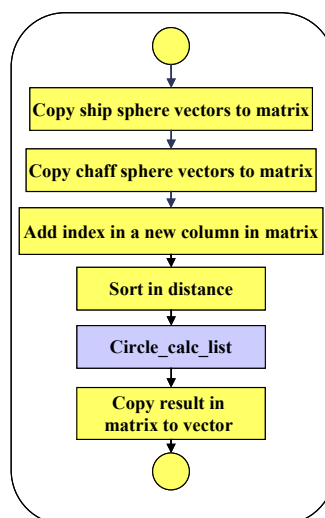 Copy ship sphere vectors to matrix
Copy chaff sphere vectors to matrix
Add index in a new column in matrix
Sort in distance
Circle_calc_list
Copy result in
matrix to vector